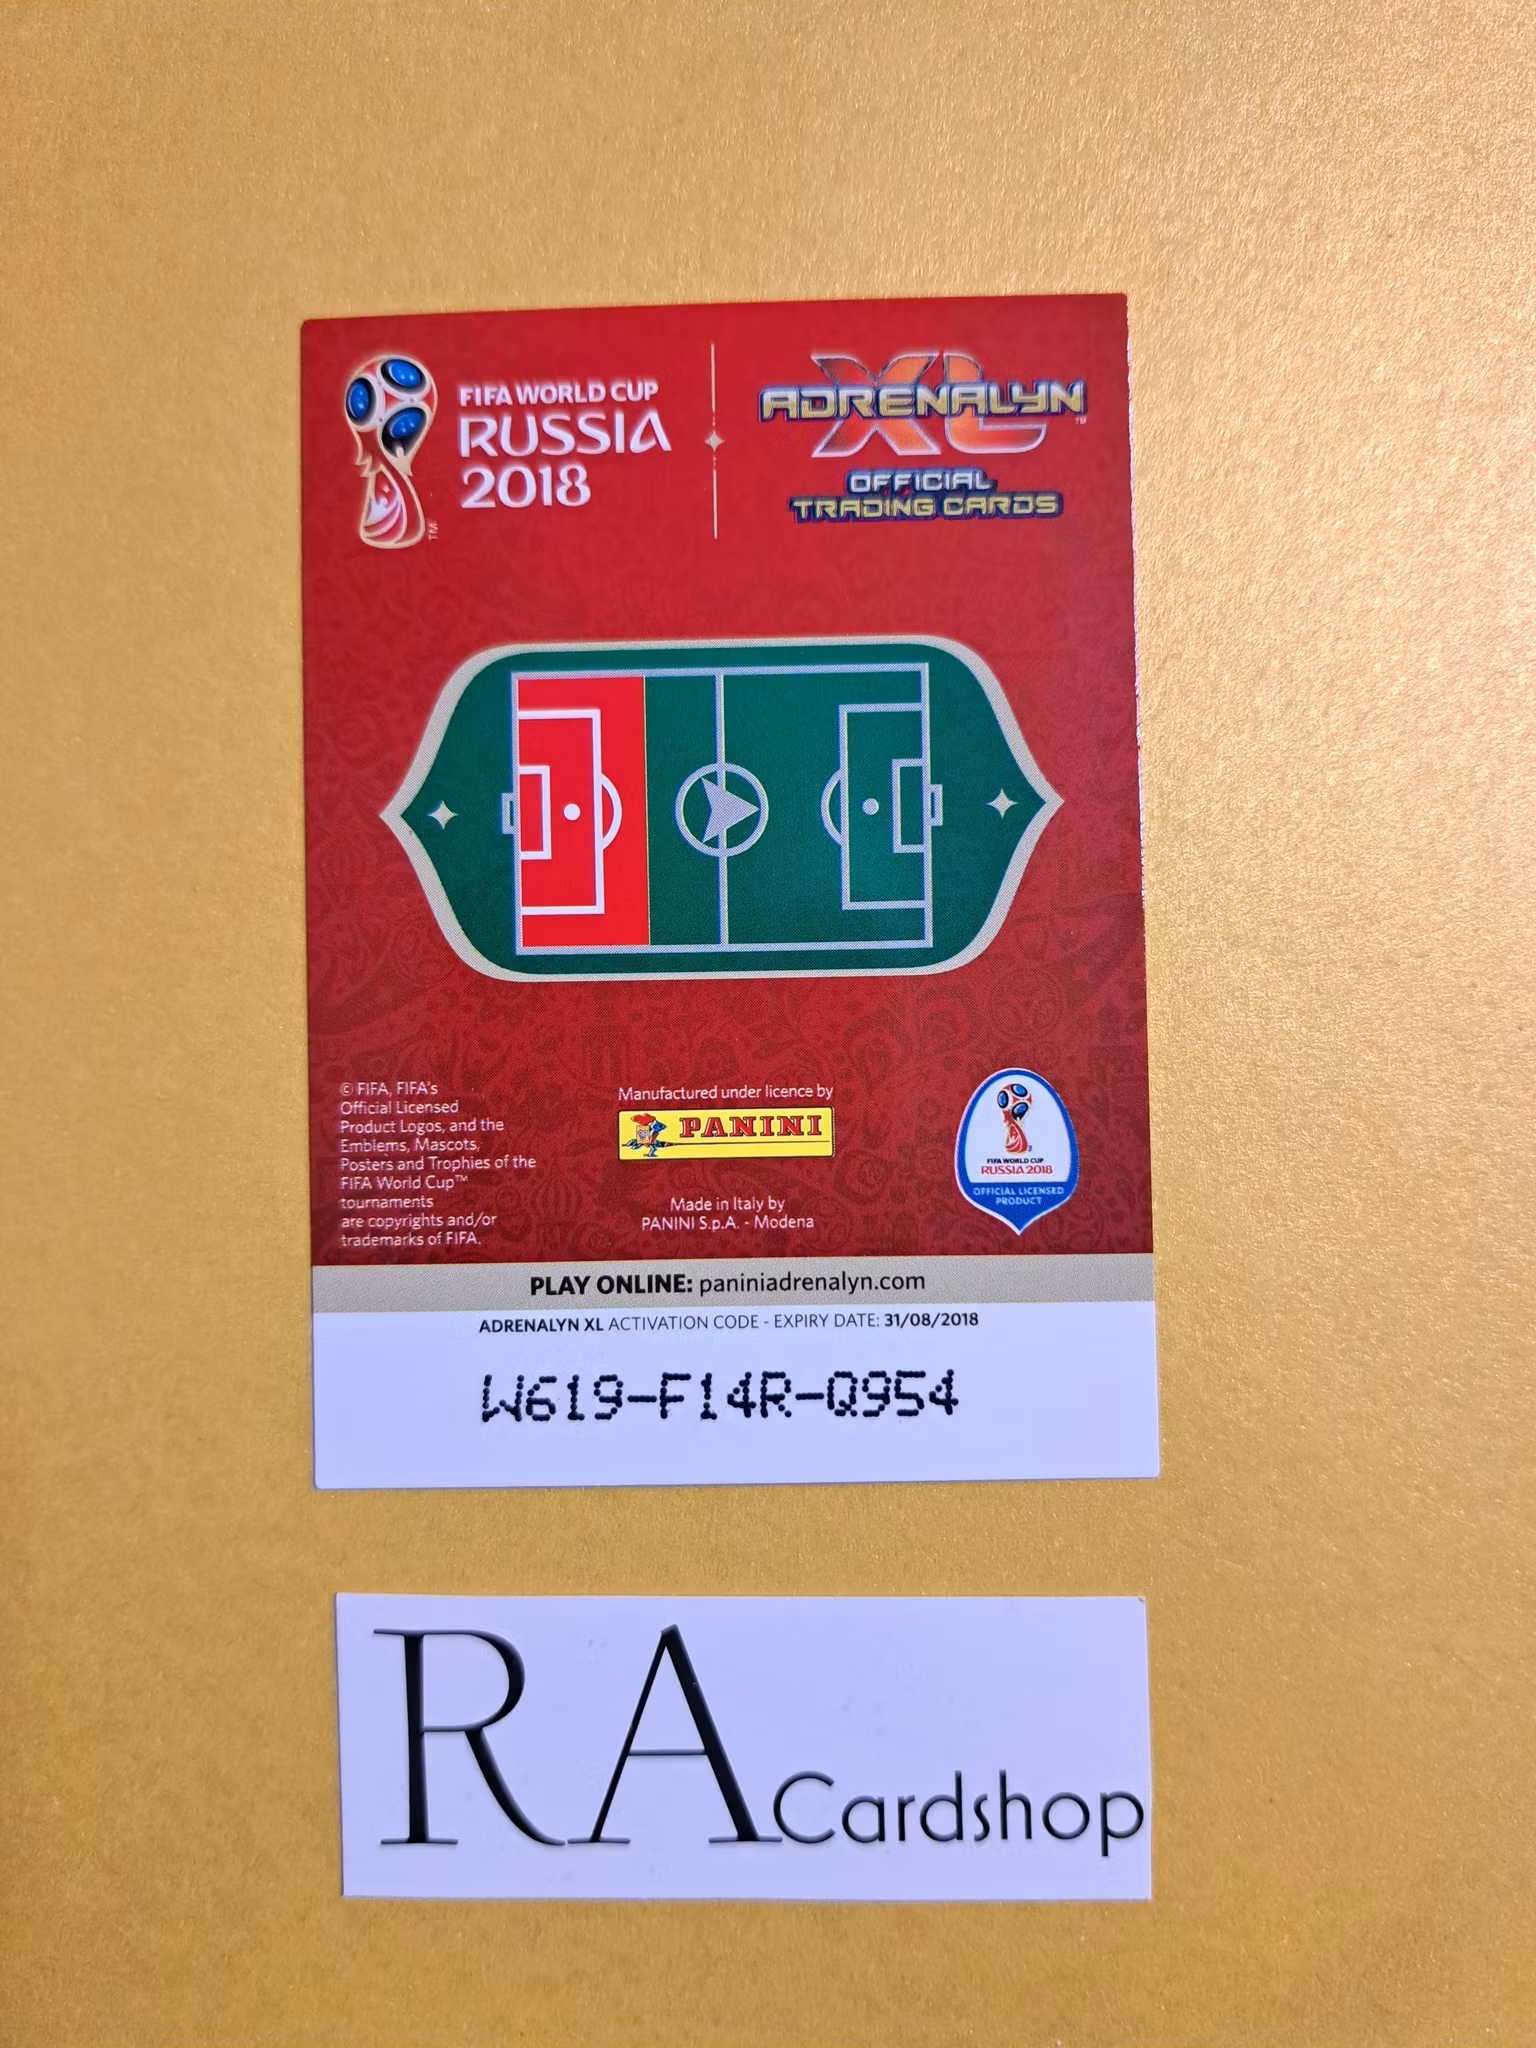 FIFA WORLD CUP
RUSSIA
2018
TM
ADRENALYN
XL
TM
OFFICIAL
TRADING CARDS
© FIFA, FIFA's
Official Licensed
Product Logos, and the
Emblems, Mascots,
Posters and Trophies of the
FIFA World Cup™
tournaments
are copyrights and/or
trademarks of FIFA.
Manufactured under licence by
PANINI
Made in Italy by
PANINI S.p.A. - Modena
FIFA WORLD CUP
RUSSIA 2018
OFFICIAL LICENSED
PRODUCT
PLAY ONLINE: paniniadrenalyn.com
ADRENALYN XL ACTIVATION CODE - EXPIRY DATE: 31/08/2018
W619-F14R-Q954
RA Cardshop